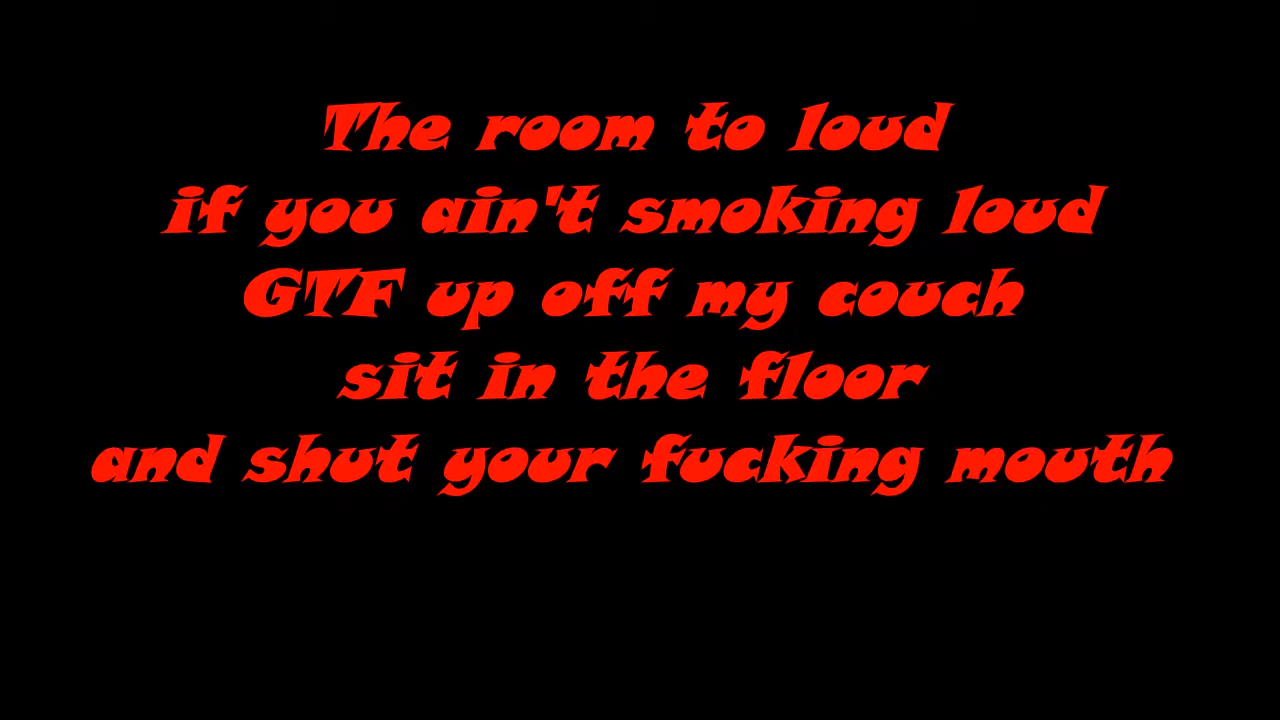 The room to loud
if you ain't smoking loud
GTF up off my couch
sit in the floor
and shut your fucking mouth